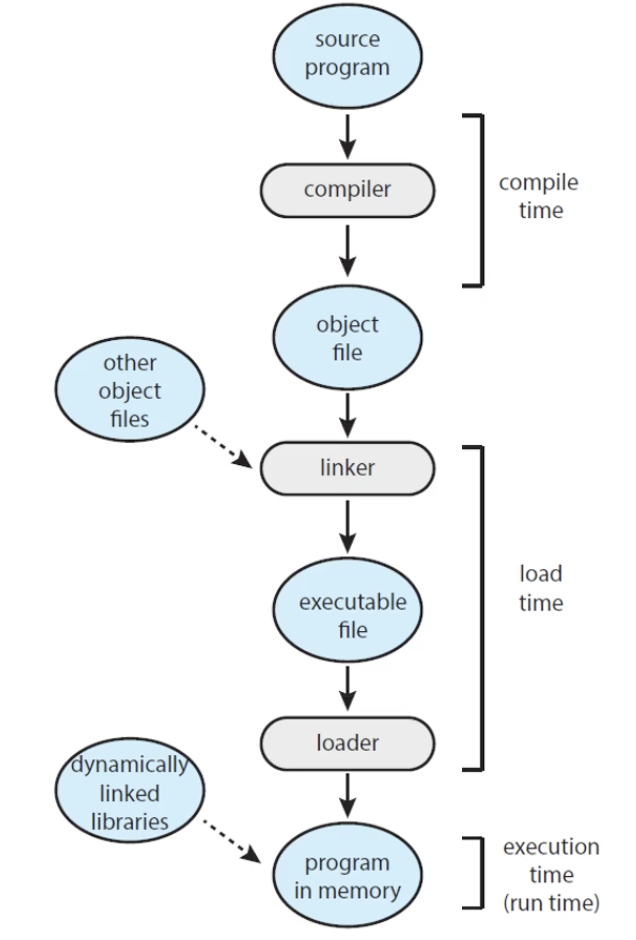 source
program
compiler
compile
time
object
file
other
object
files
linker
load
time
executable
file
loader
dynamically
linked
libraries
program
in memory
execution
time
(run time)